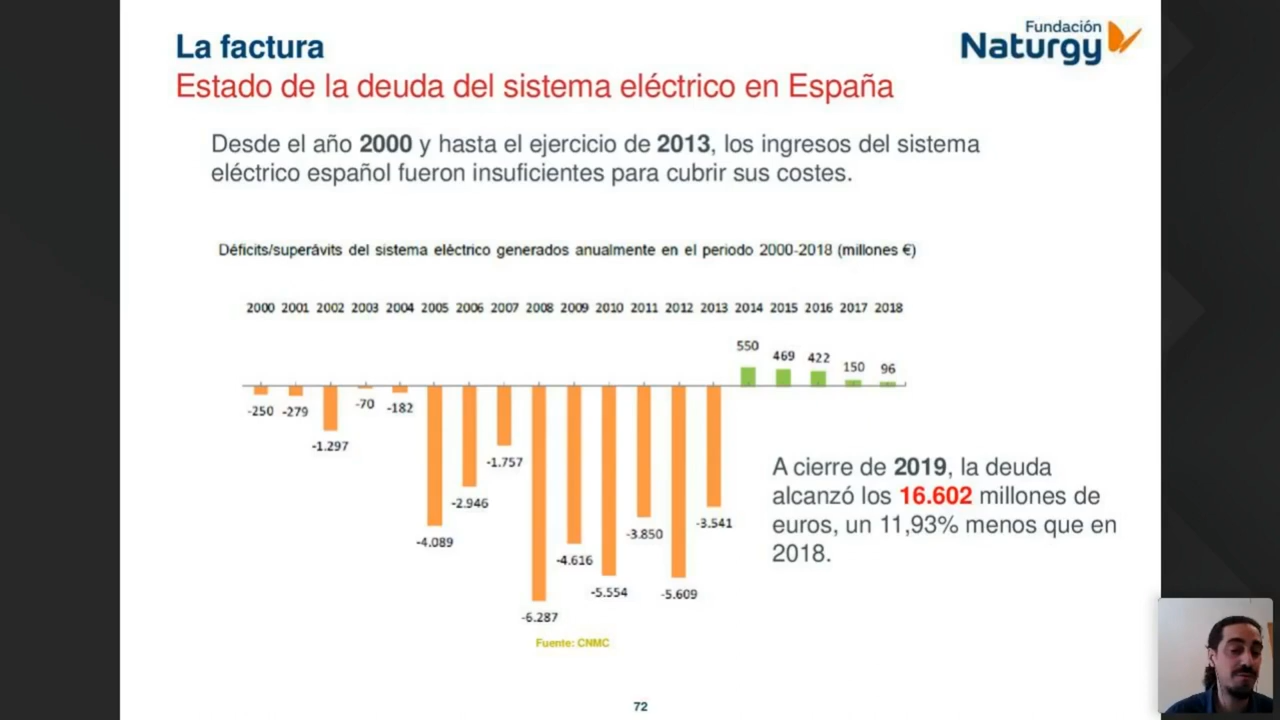 Fundación
Naturgy
La factura
Estado de la deuda del sistema eléctrico en España
Desde el año 2000 y hasta el ejercicio de 2013, los ingresos del sistema
eléctrico español fueron insuficientes para cubrir sus costes.
Déficits/superávits del sistema eléctrico generados anualmente en el periodo 2000-2018 (millones €)
2000 2001 2002 2003 2004 2005 2006 2007 2008 2009 2010 2011 2012 2013 2014 2015 2016 2017 2018
550
469 422
150 96
-250 -279
-70 -182
-1.297
-1.757
-2.946
-4.089
-3.541
-3.850
-4.616
-5.554
-5.609
-6.287
A cierre de 2019, la deuda
alcanzó los 16.602 millones de
euros, un 11,93% menos que en
2018.
Fuente: CNMC
72